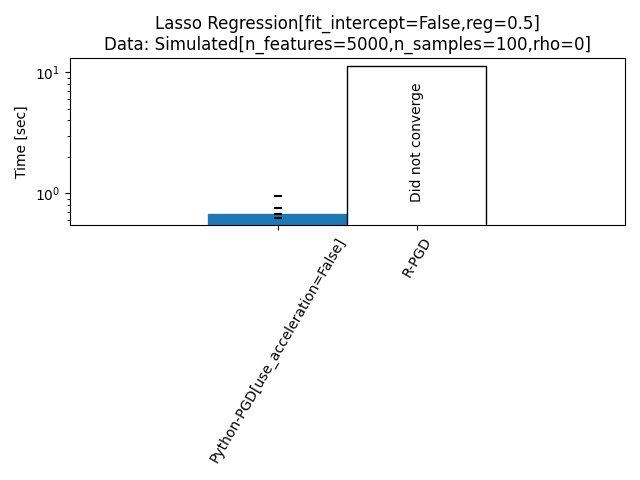 Lasso Regression[fit_intercept=False,reg=0.5]
Data: Simulated[n_features=5000,n_samples=100,rho=0]
Time [sec]
10¹
10⁰
Did not converge
Python-PGD[use_acceleration=False]
R-PGD